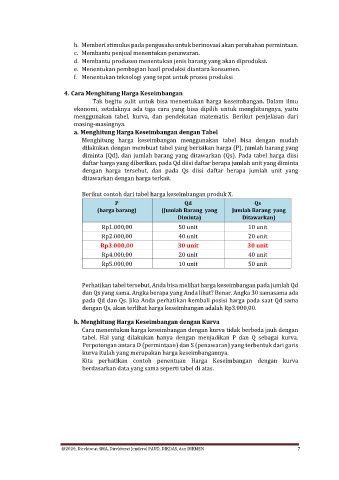 b. Memberi stimulus pada pengusaha untuk berinovasi akan perubahan permintaan.
c. Membantu penjual menentukan penawaran.
d. Membantu produsen menentukan jenis barang yang akan diproduksi.
e. Menentukan pembagian hasil produksi diantara konsumen.
f. Menentukan teknologi yang tepat untuk proses produksi
4. Cara Menghitung Harga Keseimbangan
Tak begitu sulit untuk bisa menentukan harga keseimbangan. Dalam ilmu
ekonomi, setidaknya ada tiga cara yang bisa dipilih untuk menghitungnya, yaitu
menggunakan tabel, kurva, dan pendekatan matematis. Berikut penjelasan dari
masing-masingnya.
a. Menghitung Harga Keseimbangan dengan Tabel
Menghitung harga keseimbangan menggunakan tabel bisa dengan mudah
dilakukan dengan membuat tabel yang berisikan harga (P), jumlah barang yang
diminta (Qd), dan jumlah barang yang ditawarkan (Qs). Pada tabel harga diisi
daftar harga yang diberikan, pada Qd diisi daftar berapa jumlah unit yang diminta
dengan harga tersebut, dan pada Qs diisi daftar berapa jumlah unit yang
ditawarkan dengan harga terkait.
Berikut contoh dari tabel harga keseimbangan produk X.
P Qd Qs
(harga barang) (Jumlah Barang yang Jumlah Barang yang
Diminta) Ditawarkan)
Rp1.000,00 50 unit 10 unit
Rp2.000,00 40 unit 20 unit
Rp3.000,00 30 unit 30 unit
Rp4.000,00 20 unit 40 unit
Rp5.000,00 10 unit 50 unit
Perhatikan tabel tersebut, Anda bisa melihat harga keseimbangan pada jumlah Qd
dan Qs yang sama. Angka berapa yang Anda lihat? Benar. Angka 30 samasama ada
pada Qd dan Qs. Jika Anda perhatikan kembali posisi harga pada saat Qd sama
dengan Qs, akan terlihat harga keseimbangan adalah Rp3.000,00.
b. Menghitung Harga Keseimbangan dengan Kurva
Cara menentukan harga keseimbangan dengan kurva tidak berbeda jauh dengan
tabel. Hal yang dilakukan hanya dengan menjadikan P dan Q sebagai kurva.
Perpotongan antara D (permintaan) dan S (penawaran) yang terbentuk dari garis
kurva itulah yang merupakan harga keseimbangannya.
Kita perhatikan contoh penentuan Harga Keseimbangan dengan kurva
berdasarkan data yang sama seperti tabel di atas.
@2020, Direktorat SMA, Direktorat Jenderal PAUD, DIKDAS, dan DIKMEN 7